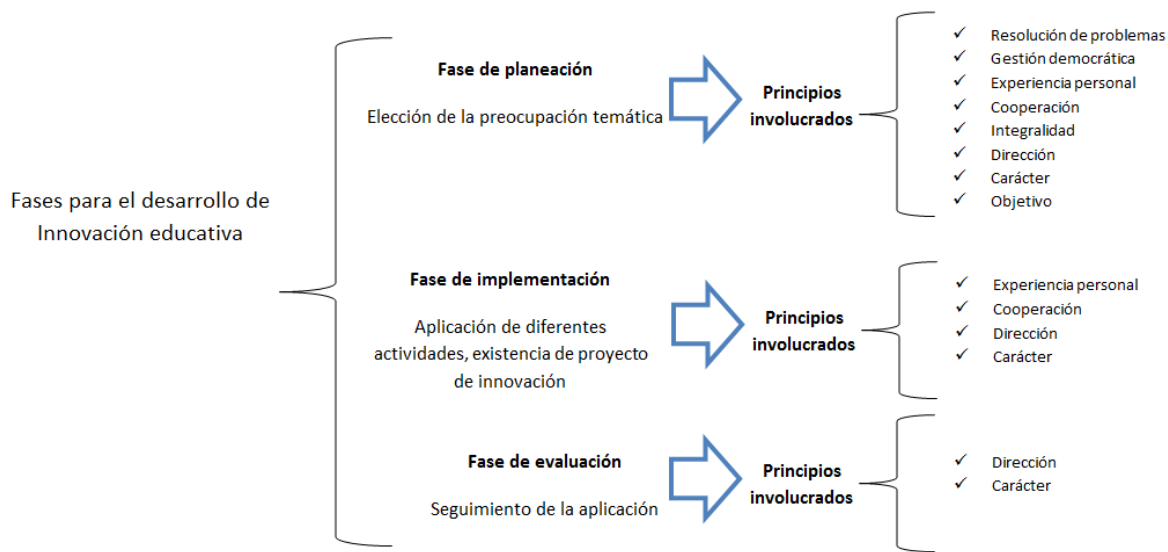 Fases para el desarrollo de
Innovación educativa
Fase de planeación
Elección de la preocupación temática
Principios
involucrados
✓ Resolución de problemas
✓ Gestión democrática
✓ Experiencia personal
✓ Cooperación
✓ Integralidad
✓ Dirección
✓ Carácter
✓ Objetivo
Fase de implementación
Aplicación de diferentes
actividades, existencia de proyecto
de innovación
Principios
involucrados
✓ Experiencia personal
✓ Cooperación
✓ Dirección
✓ Carácter
Fase de evaluación
Seguimiento de la aplicación
Principios
involucrados
✓ Dirección
✓ Carácter